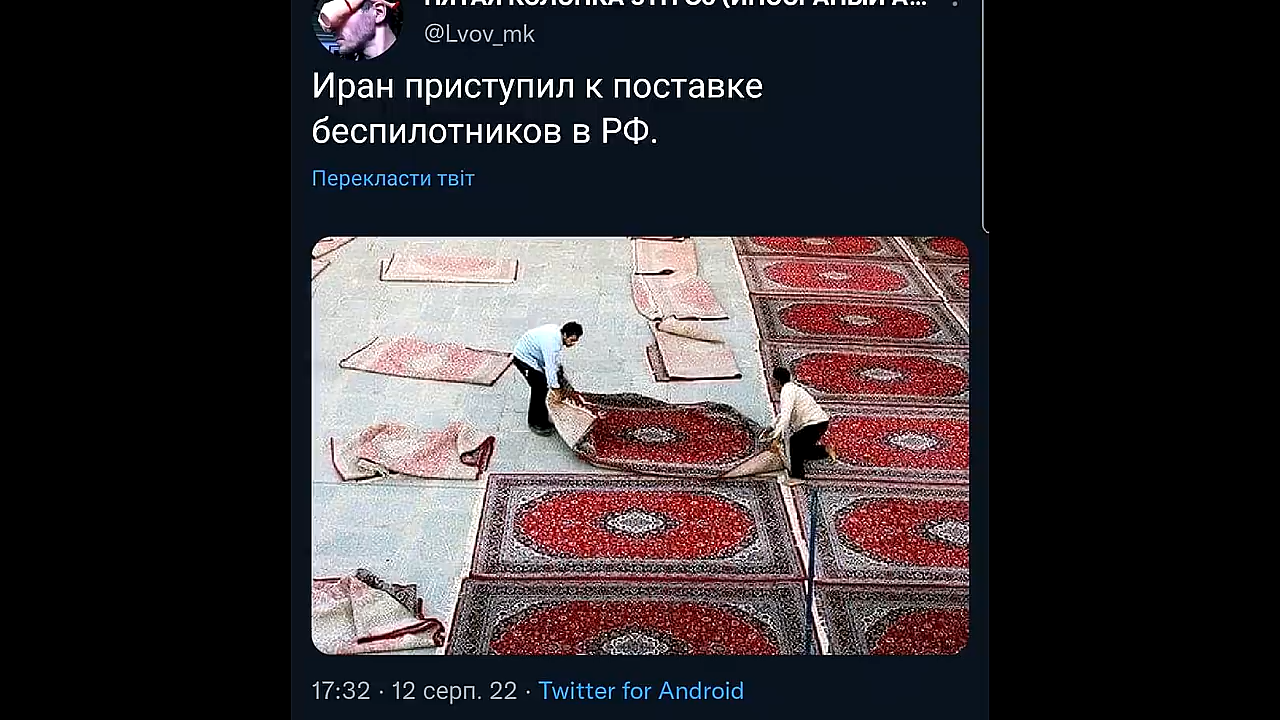 @Lvov_mk
Иран приступил к поставке
беспилотников в РФ.
Перекласти твіт
17:32 · 12 серп. 22 · Twitter for Android